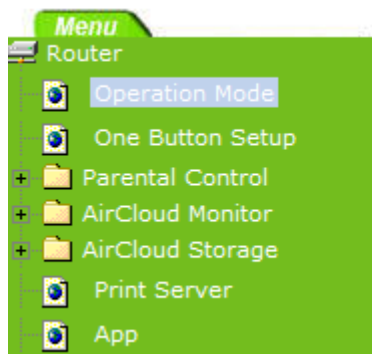 Menu
Router
Operation Mode
One Button Setup
Parental Control
AirCloud Monitor
AirCloud Storage
Print Server
App